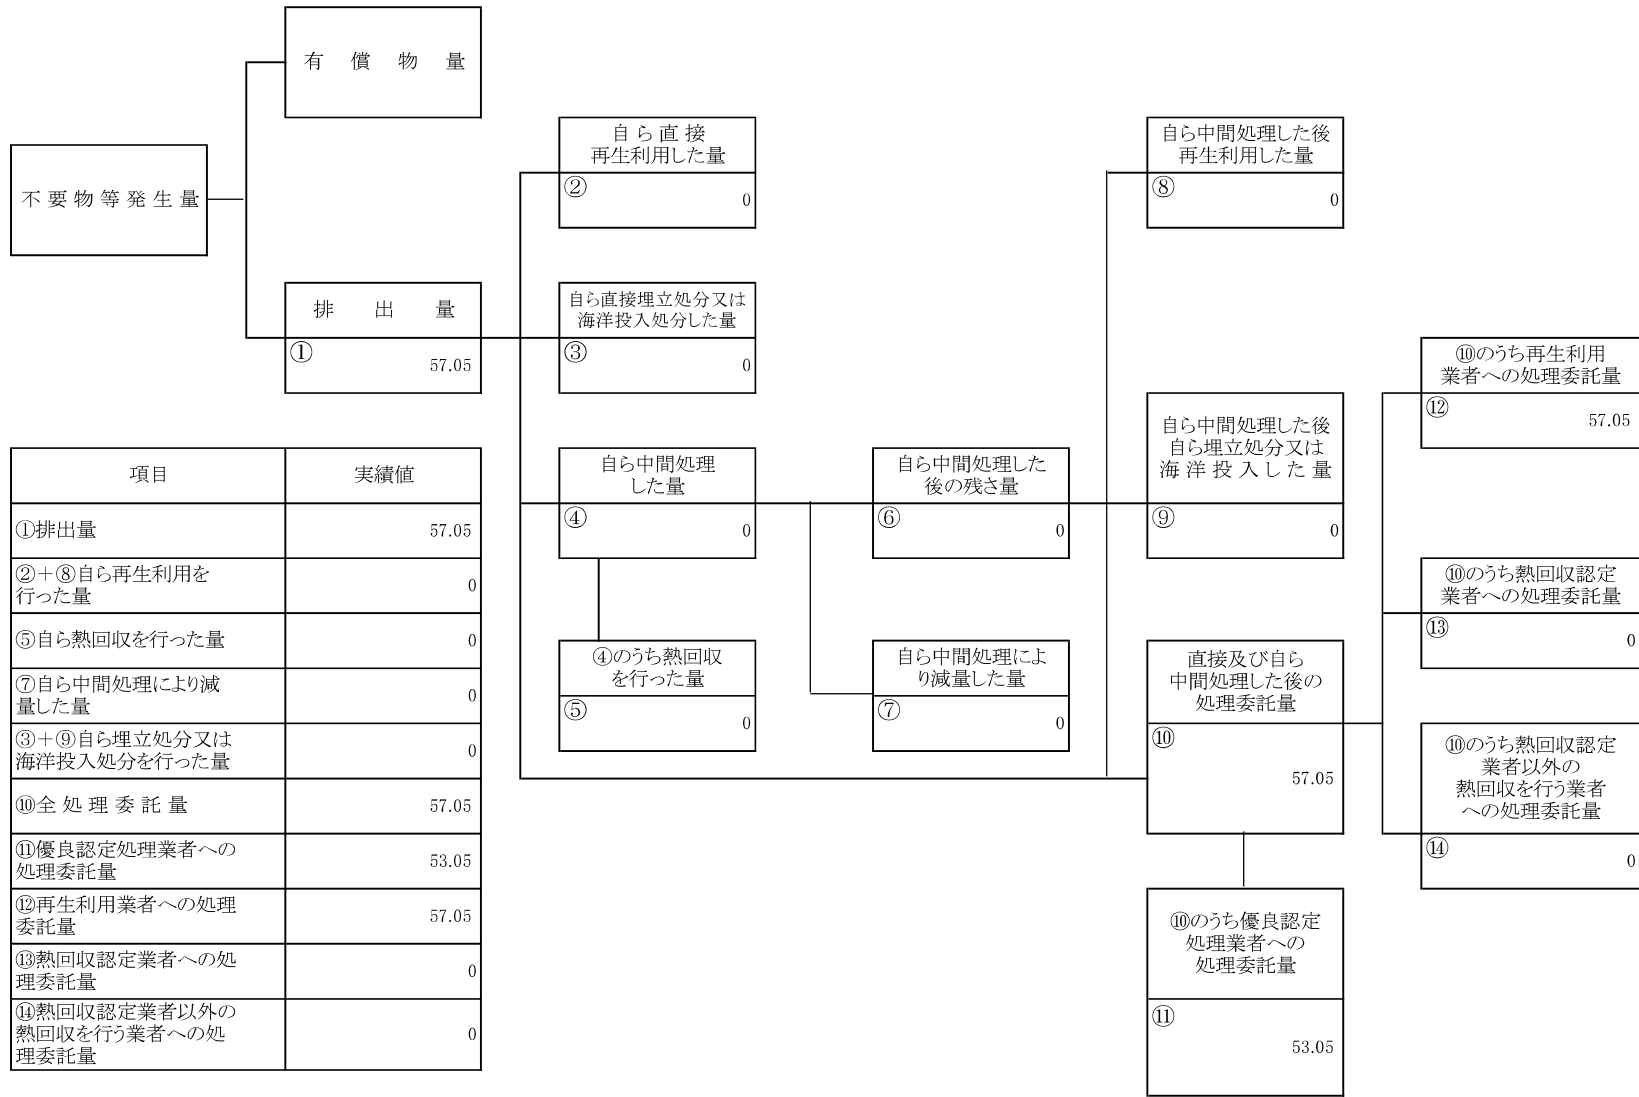 有 償 物 量
不 要 物 等 発 生 量
排 出 量
①
57.05
自 ら 直 接
再生利用した量
②
0
自ら直接埋立処分又は
海洋投入処分した量
③
0
自ら中間処理
した量
④
0
④のうち熱回収
を行った量
⑤
0
自ら中間処理した
後の残さ量
⑥
0
自ら中間処理によ
り減量した量
⑦
0
自ら中間処理した後
再生利用した量
⑧
0
自ら中間処理した後
自ら埋立処分又は
海 洋 投 入 し た 量
⑨
0
直接及び自ら
中間処理した後の
処理委託量
⑩
57.05
⑩のうち優良認定
処理業者への
処理委託量
⑪
53.05
⑩のうち再生利用
業者への処理委託量
⑫
57.05
⑩のうち熱回収認定
業者への処理委託量
⑬
0
⑩のうち熱回収認定
業者以外の
熱回収を行う業者
への処理委託量
⑭
0
項目 実績値
①排出量 57.05
②＋⑧自ら再生利用を
行った量
0
⑤自ら熱回収を行った量 0
⑦自ら中間処理により減
量した量
0
③＋⑨自ら埋立処分又は
海洋投入処分を行った量
0
⑩全 処 理 委 託 量 57.05
⑪優良認定処理業者への
処理委託量
53.05
⑫再生利用業者への処理
委託量
57.05
⑬熱回収認定業者への処
理委託量
0
⑭熱回収認定業者以外の
熱回収を行う業者への処
理委託量
0